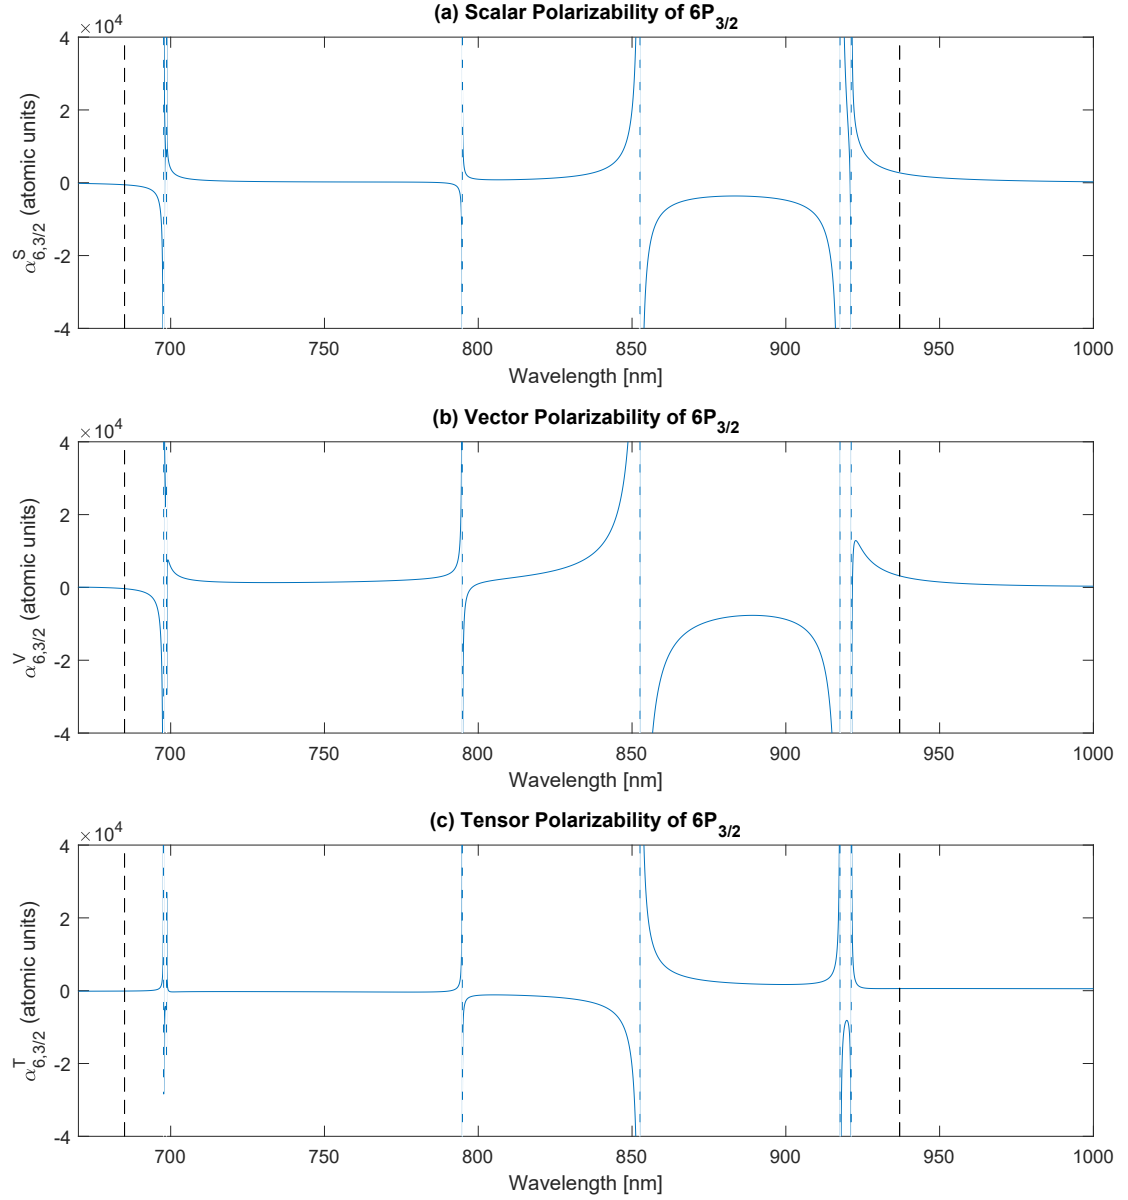 (a) Scalar Polarizability of 6P3/2
×10^4
4
2
0
-2
-4
α^S_6,3/2 (atomic units)
700 750 800 850 900 950 1000
Wavelength [nm]
(b) Vector Polarizability of 6P3/2
×10^4
4
2
0
-2
-4
α^V_6,3/2 (atomic units)
700 750 800 850 900 950 1000
Wavelength [nm]
(c) Tensor Polarizability of 6P3/2
×10^4
4
2
0
-2
-4
α^T_6,3/2 (atomic units)
700 750 800 850 900 950 1000
Wavelength [nm]